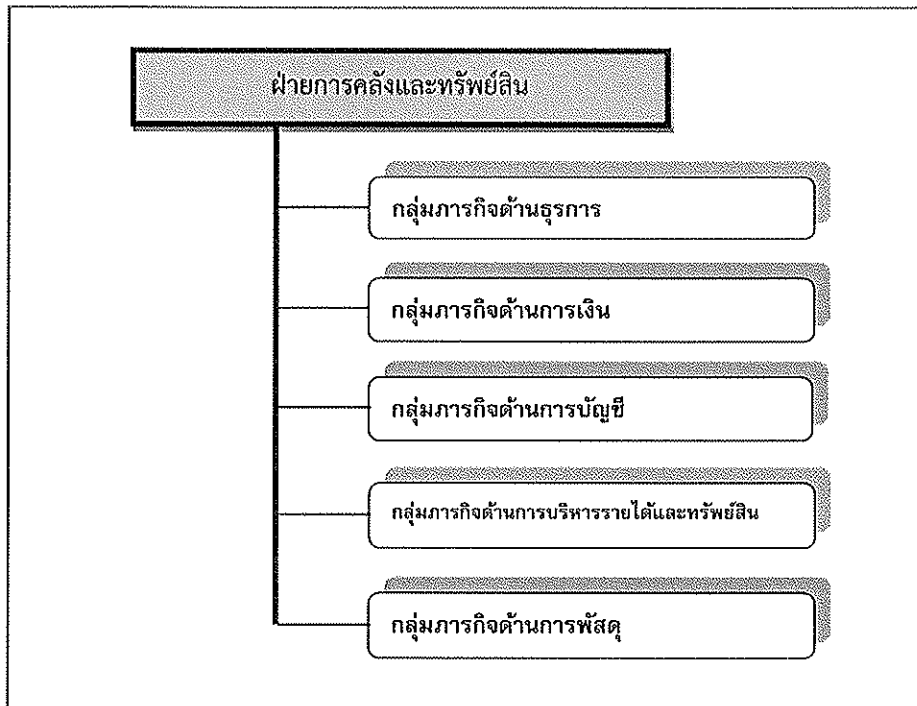 ฝ่ายการคลังและทรัพย์สิน
กลุ่มภารกิจด้านธุรการ
กลุ่มภารกิจด้านการเงิน
กลุ่มภารกิจด้านการบัญชี
กลุ่มภารกิจด้านการบริหารรายได้และทรัพย์สิน
กลุ่มภารกิจด้านการพัสดุ